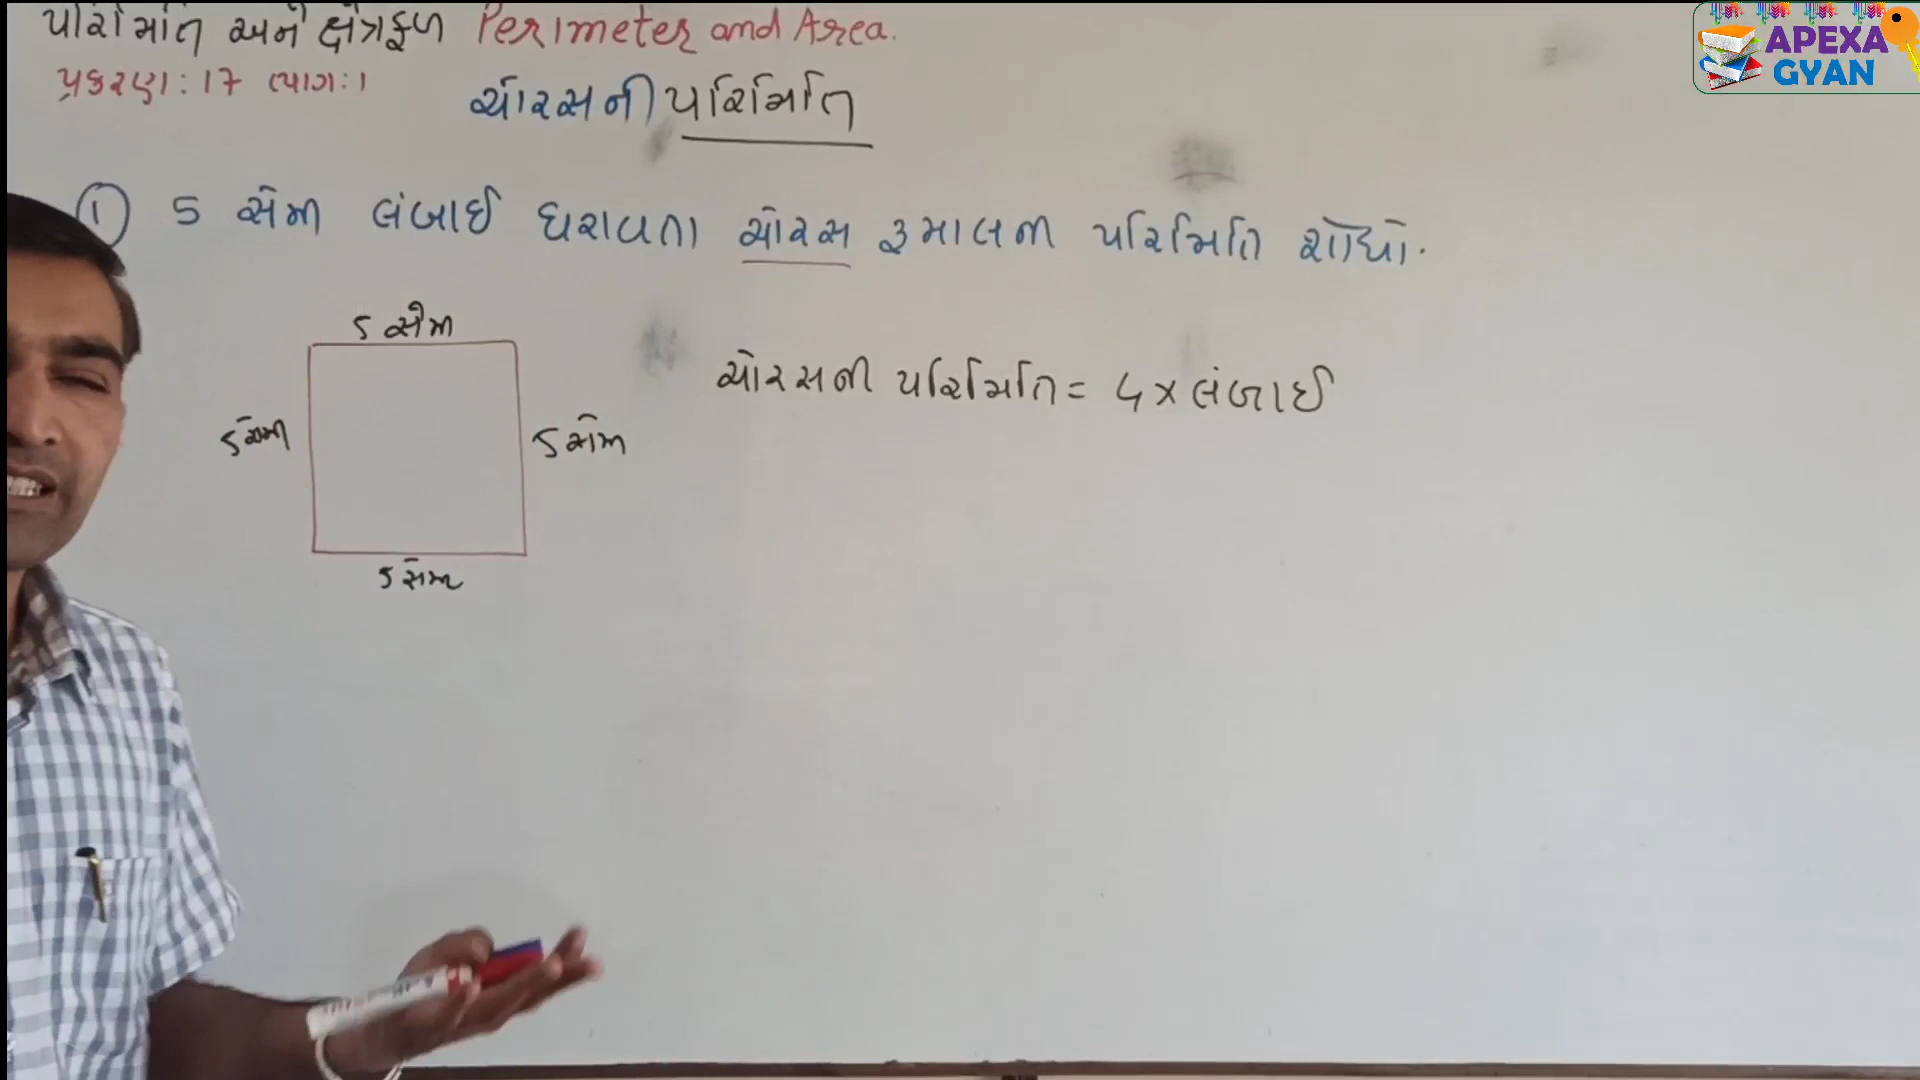 પરિમિતિ અને ક્ષેત્રફળ Perimeter and Area.
પ્રકરણ : 17 ભાગ : 1
ચોરસની પરિમિતિ
① 5 સેમી લંબાઈ ધરાવતા ચોરસ રૂમાલની પરિમિતિ શોધો.
5 સેમી
5 સેમી
5 સેમી
5 સેમી
ચોરસની પરિમિતિ = 4 × લંબાઈ
APEXA
GYAN